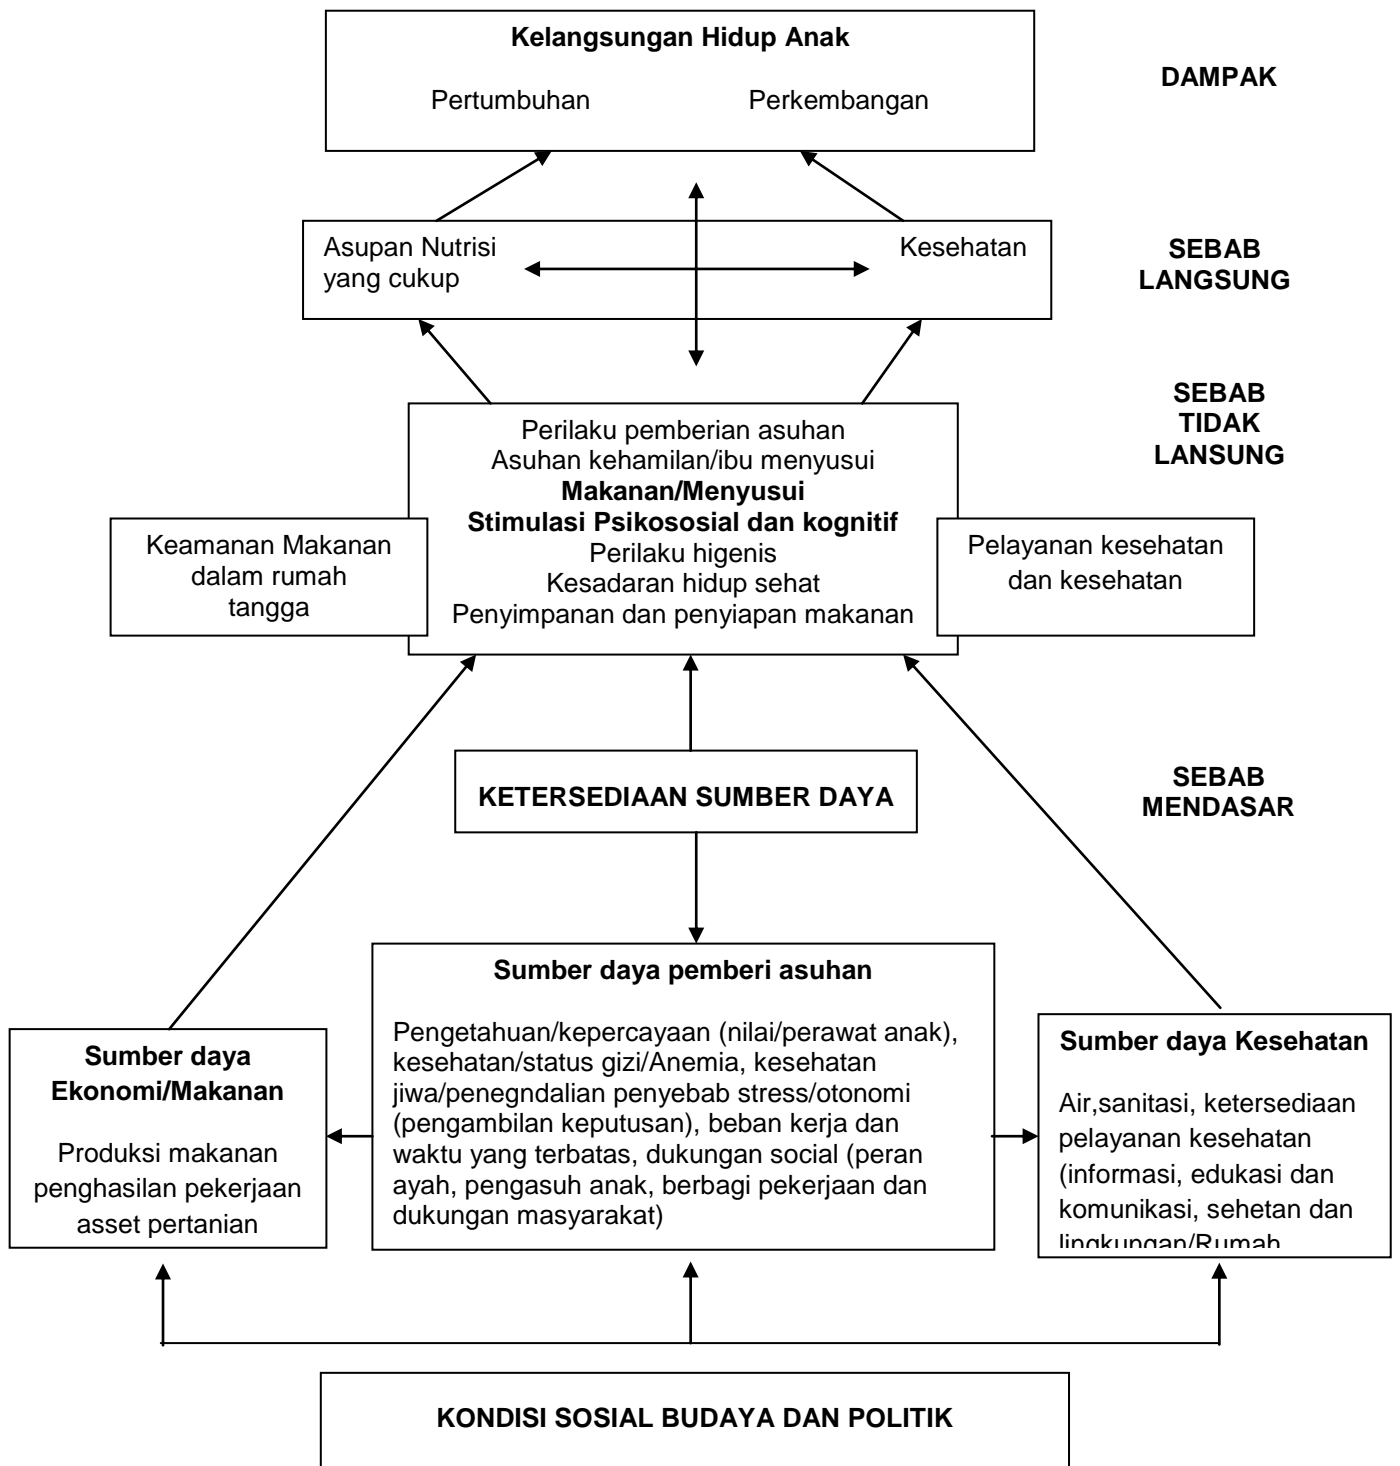 Kelangsungan Hidup Anak
Pertumbuhan Perkembangan
DAMPAK
Asupan Nutrisi
yang cukup
Kesehatan
SEBAB
LANGSUNG
SEBAB
TIDAK
LANSUNG
Perilaku pemberian asuhan
Asuhan kehamilan/ibu menyusui
Makanan/Menyusui
Stimulasi Psikososial dan kognitif
Perilaku higenis
Kesadaran hidup sehat
Penyimpanan dan penyiapan makanan
Keamanan Makanan
dalam rumah
tangga
Pelayanan kesehatan
dan kesehatan
KETERSEDIAAN SUMBER DAYA
SEBAB
MENDASAR
Sumber daya pemberi asuhan
Pengetahuan/kepercayaan (nilai/perawat anak),
kesehatan/status gizi/Anemia, kesehatan
jiwa/penegndalian penyebab stress/otonomi
(pengambilan keputusan), beban kerja dan
waktu yang terbatas, dukungan social (peran
ayah, pengasuh anak, berbagi pekerjaan dan
dukungan masyarakat)
Sumber daya
Ekonomi/Makanan
Produksi makanan
penghasilan pekerjaan
asset pertanian
Sumber daya Kesehatan
Air,sanitasi, ketersediaan
pelayanan kesehatan
(informasi, edukasi dan
komunikasi, sehetan dan
lingkungan/Rumah
KONDISI SOSIAL BUDAYA DAN POLITIK